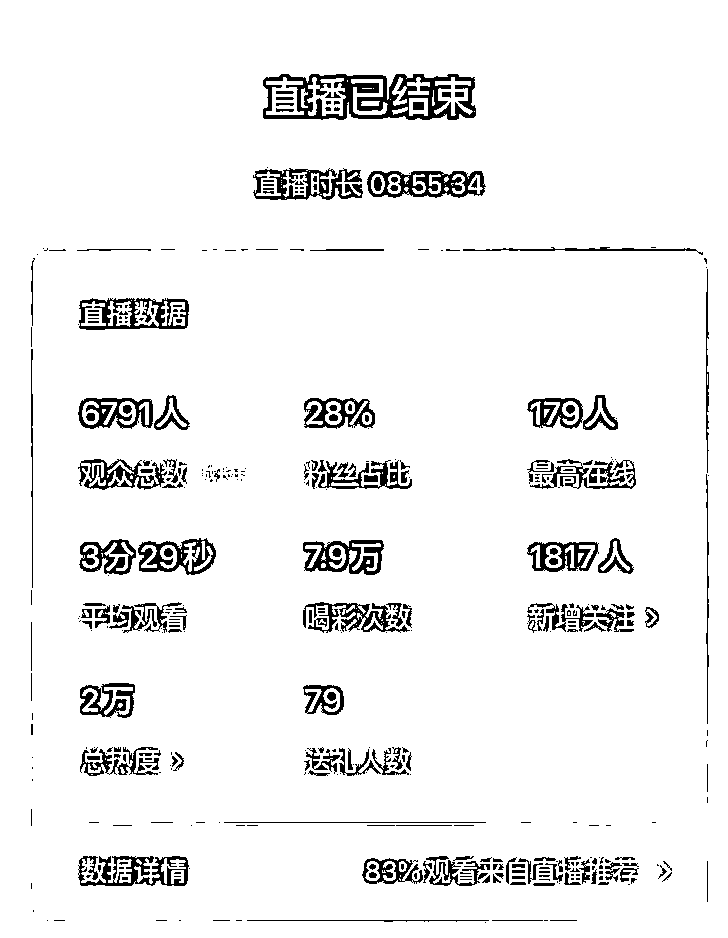 直播已结束
直播时长 08:55:34
直播数据
6791人 28% 179人
观众总数 粉丝占比 最高在线
3分29秒 7.9万 1817人
平均观看 喝彩次数 新增关注 >
2万 79
总热度 > 送礼人数
数据详情 83%观看来自直播推荐 >